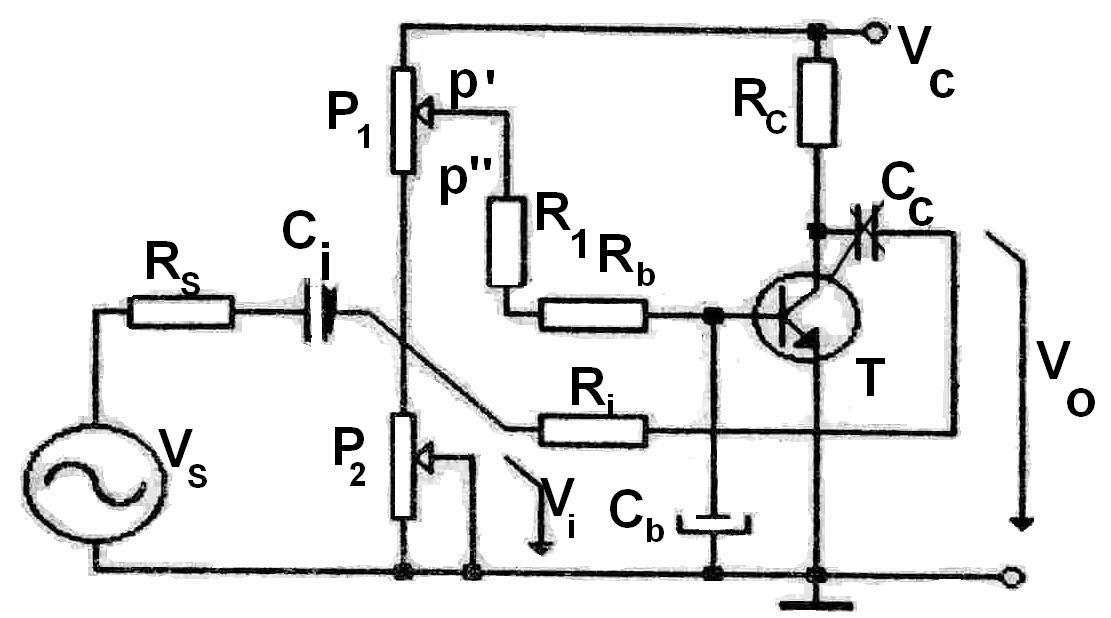 V_C
R_C
P_1
p'
p''
C_C
R_1
R_b
C_i
R_S
V_o
T
R_i
P_2
V_i
V_S
C_b